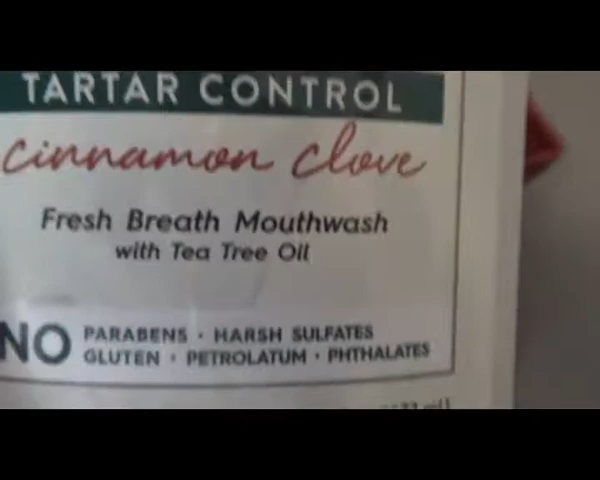 TARTAR CONTROL
cinnamon clove
Fresh Breath Mouthwash
with Tea Tree Oil
NO PARABENS · HARSH SULFATES
GLUTEN · PETROLATUM · PHTHALATES